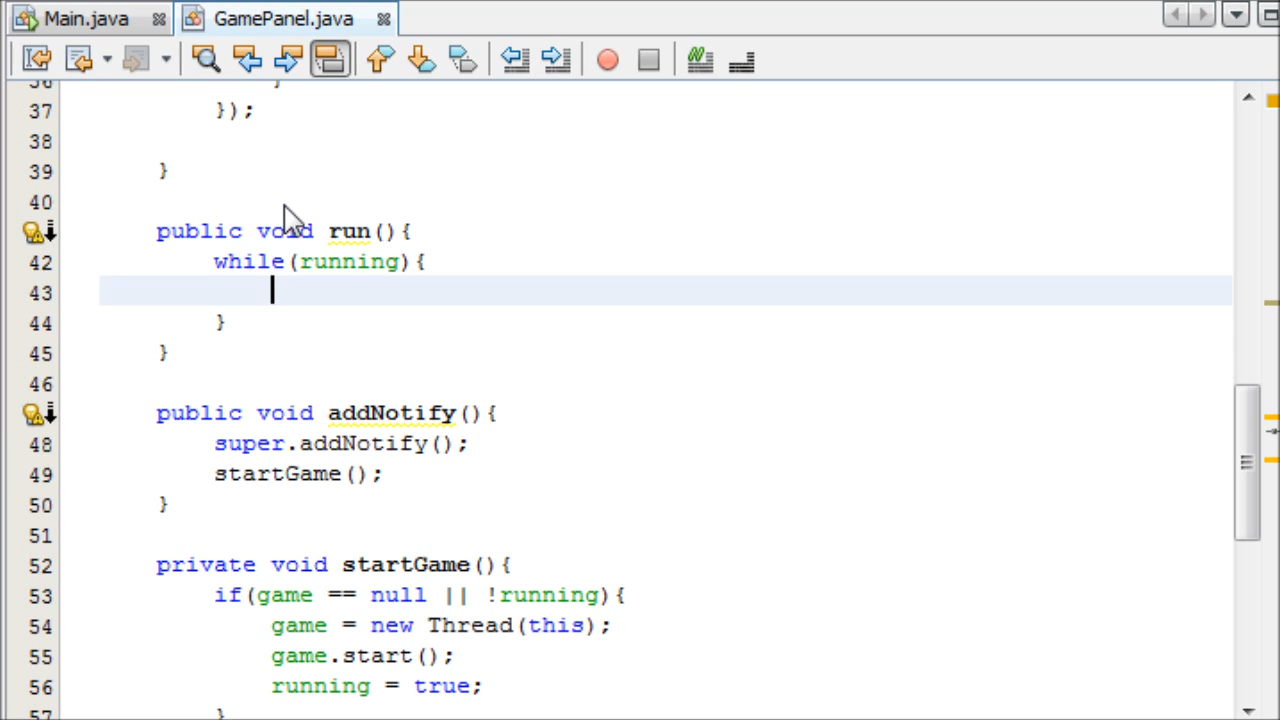 Main.java GamePanel.java
36 }
37 });
38
39 }
40
public void run(){
42 while(running){
43
44 }
45 }
46
public void addNotify(){
48 super.addNotify();
49 startGame();
50 }
51
52 private void startGame(){
53 if(game == null || !running){
54 game = new Thread(this);
55 game.start();
56 running = true;
57 }